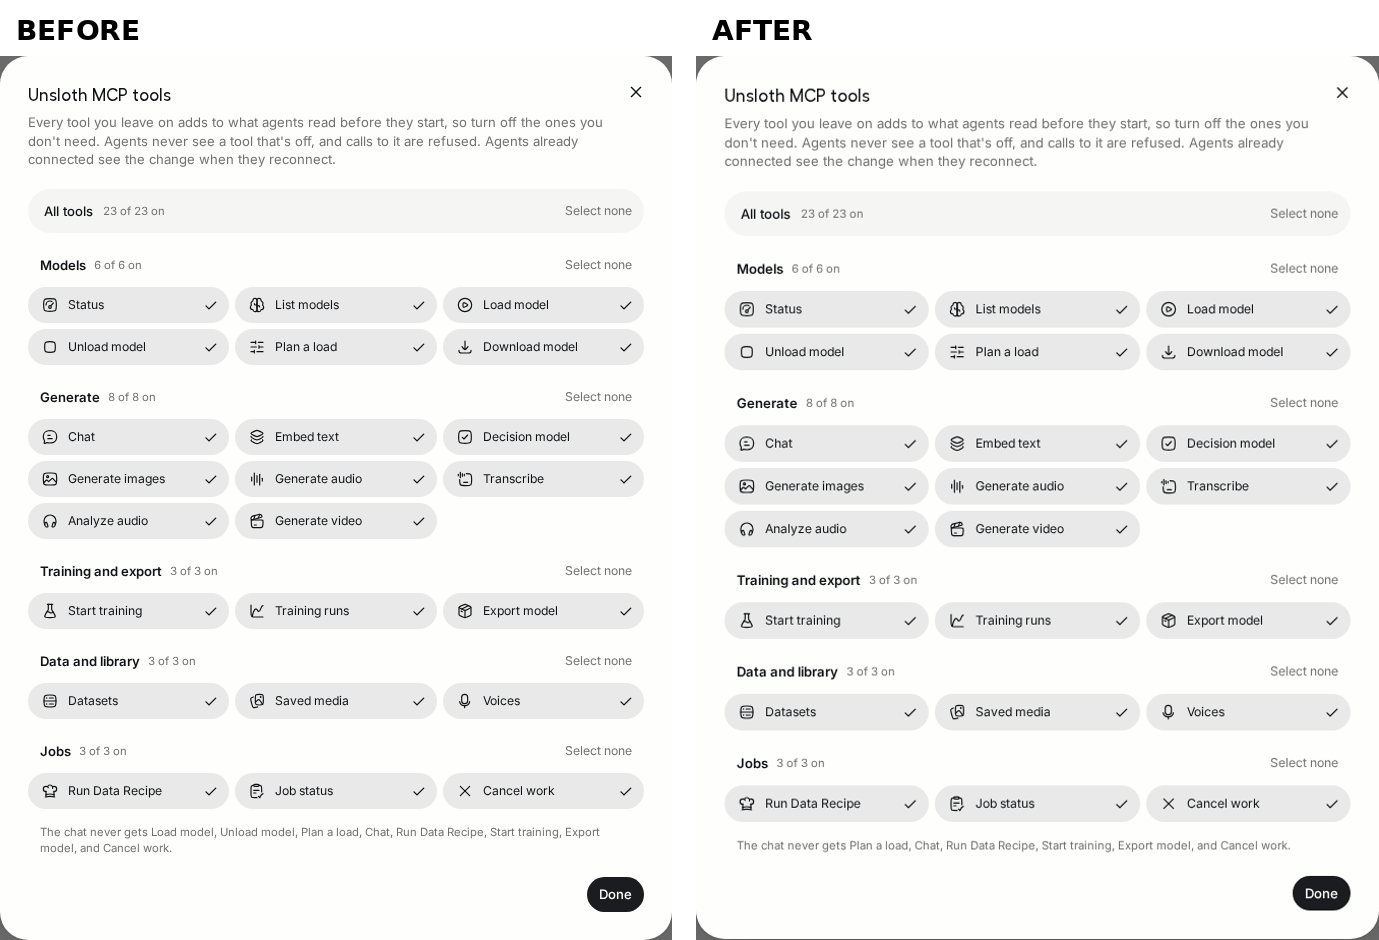 BEFORE
Unsloth MCP tools
Every tool you leave on adds to what agents read before they start, so turn off the ones you
don't need. Agents never see a tool that's off, and calls to it are refused. Agents already
connected see the change when they reconnect.
All tools 23 of 23 on Select none
Models 6 of 6 on Select none
Status List models Load model
Unload model Plan a load Download model
Generate 8 of 8 on Select none
Chat Embed text Decision model
Generate images Generate audio Transcribe
Analyze audio Generate video
Training and export 3 of 3 on Select none
Start training Training runs Export model
Data and library 3 of 3 on Select none
Datasets Saved media Voices
Jobs 3 of 3 on Select none
Run Data Recipe Job status Cancel work
The chat never gets Load model, Unload model, Plan a load, Chat, Run Data Recipe, Start training, Export
model, and Cancel work.
Done
AFTER
Unsloth MCP tools
Every tool you leave on adds to what agents read before they start, so turn off the ones you
don't need. Agents never see a tool that's off, and calls to it are refused. Agents already
connected see the change when they reconnect.
All tools 23 of 23 on Select none
Models 6 of 6 on Select none
Status List models Load model
Unload model Plan a load Download model
Generate 8 of 8 on Select none
Chat Embed text Decision model
Generate images Generate audio Transcribe
Analyze audio Generate video
Training and export 3 of 3 on Select none
Start training Training runs Export model
Data and library 3 of 3 on Select none
Datasets Saved media Voices
Jobs 3 of 3 on Select none
Run Data Recipe Job status Cancel work
The chat never gets Plan a load, Chat, Run Data Recipe, Start training, Export model, and Cancel work.
Done